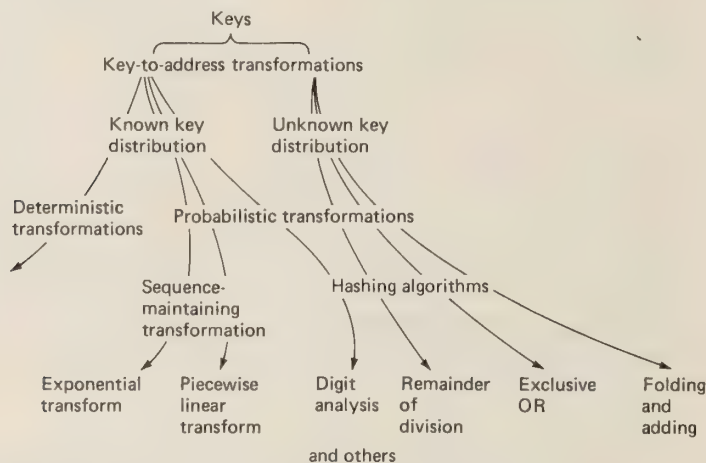 Keys
Key-to-address transformations
Known key
distribution
Unknown key
distribution
Deterministic
transformations
Probabilistic transformations
Sequence-
maintaining
transformation
Hashing algorithms
Exponential
transform
Piecewise
linear
transform
Digit
analysis
Remainder
of
division
Exclusive
OR
Folding
and
adding
and others